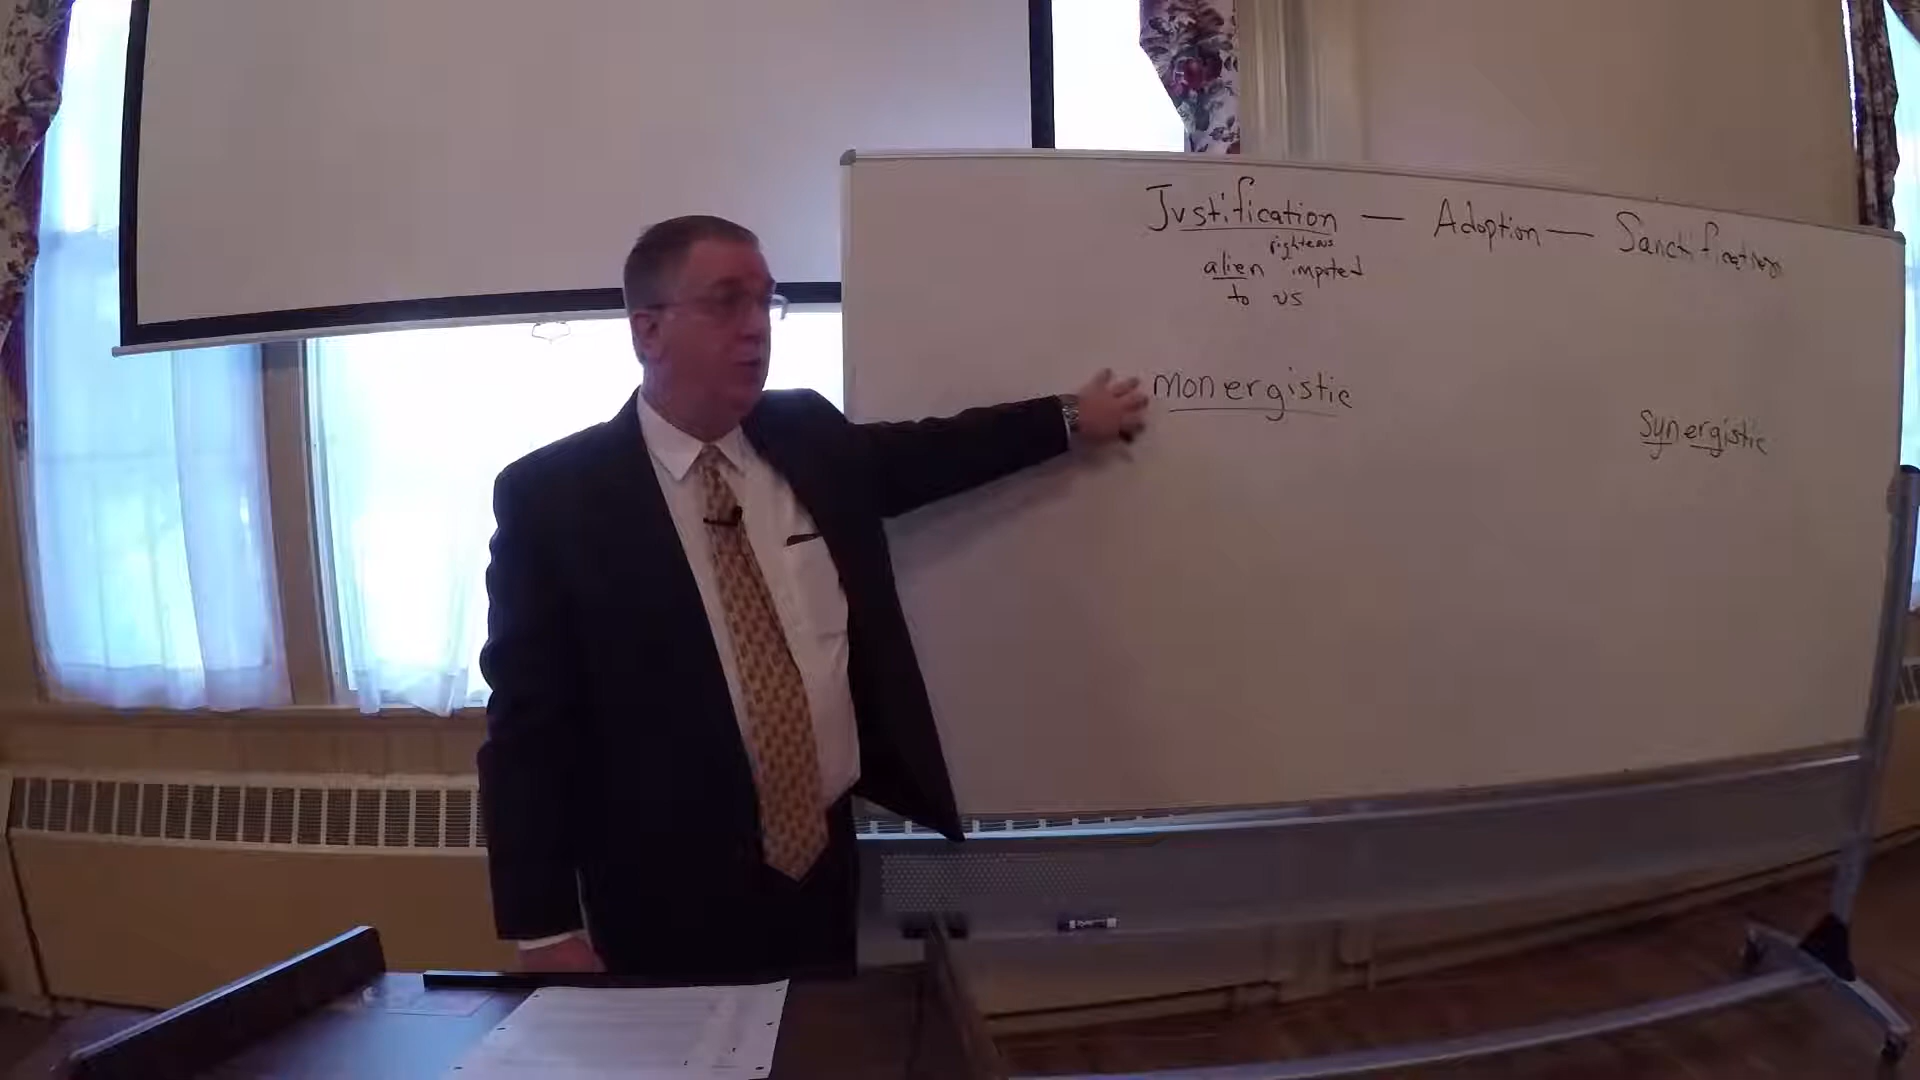 Justification — Adoption — Sanctification
righteous
alien imputed
to us
monergistic
synergistic